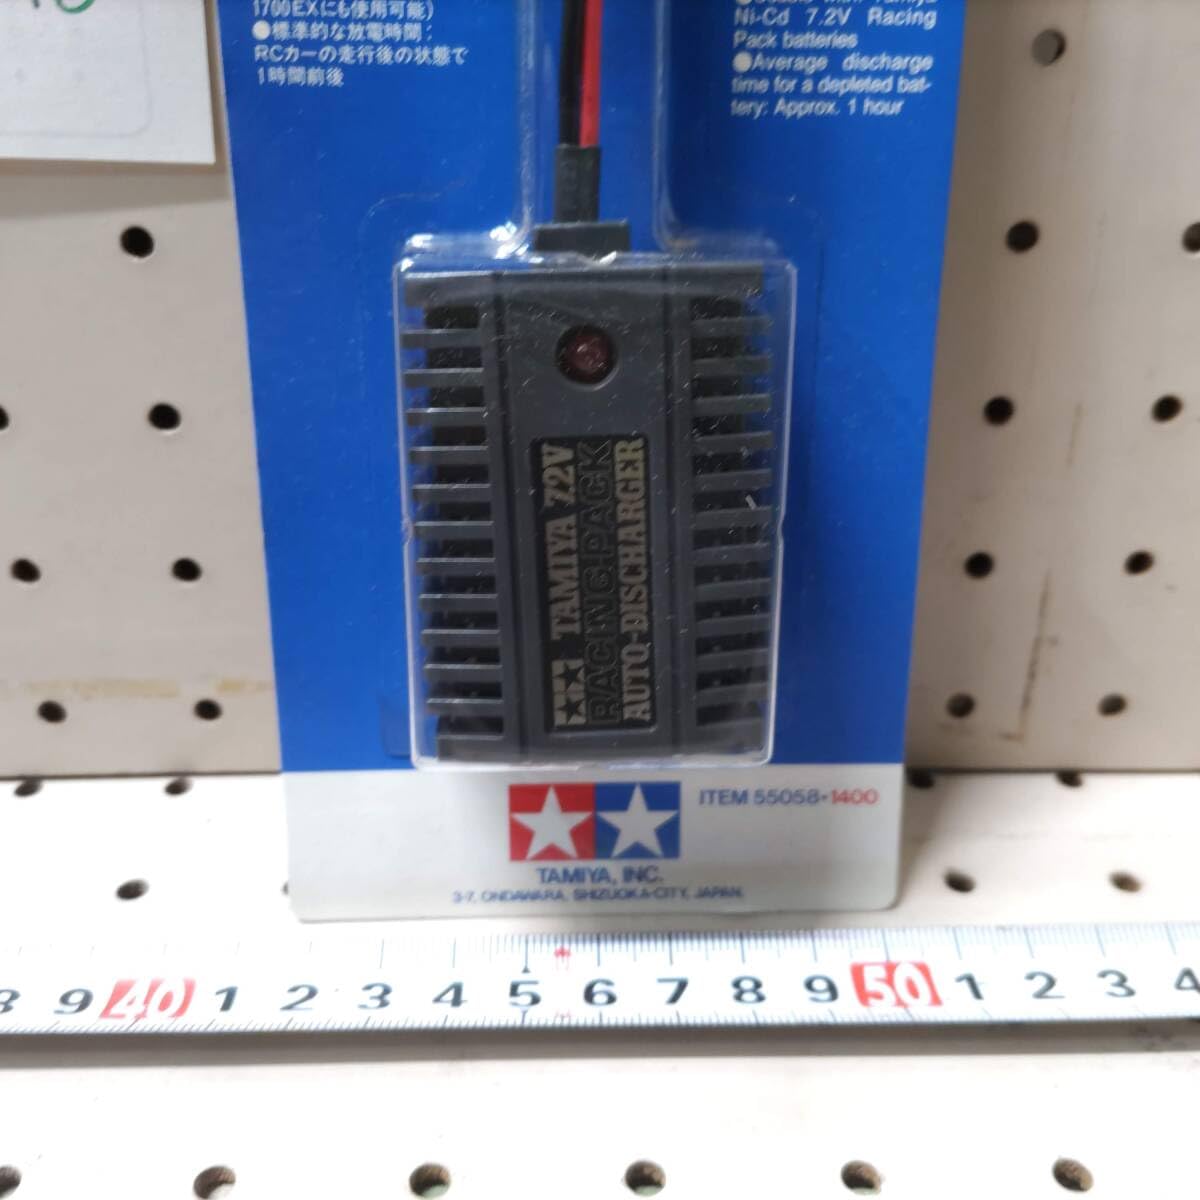 1700EXにも使用可能)
●標準的な放電時間:
RCカーの走行後の状態で
1時間前後
Ni-Cd 7.2V Racing
Pack batteries
●Average discharge
time for a depleted bat-
tery: Approx. 1 hour
TAMIYA 7.2V
RACING PACK
AUTO-DISCHARGER
ITEM 55058-1400
TAMIYA, INC.
3-7, ONDAWARA, SHIZUOKA-CITY, JAPAN.
8 9 40 1 2 3 4 5 6 7 8 9 50 1 2 3 4